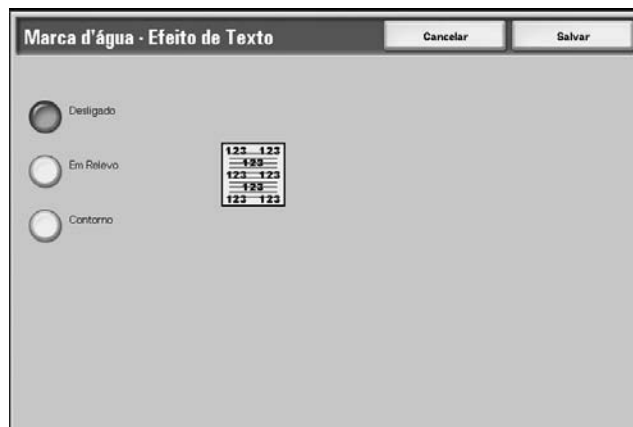 Marca d'água - Efeito de Texto
Cancelar
Salvar
Desligado
Em Relevo
Contorno
123 123
123
123 123
123
123 123